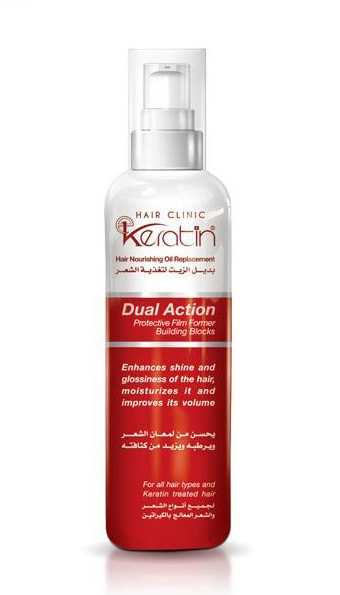 HAIR CLINIC
Keratin®
Hair Nourishing Oil Replacement
بديل الزيت لتغذية الشعر
Dual Action
Protective Film Former
Building Blocks
Enhances shine and
glossiness of the hair,
moisturizes it and
improves its volume
يحسن من لمعان الشعر
ويرطبه ويزيد من كثافته
For all hair types and
Keratin treated hair
لجميع أنواع الشعر
والشعر المعالج بالكيراتين